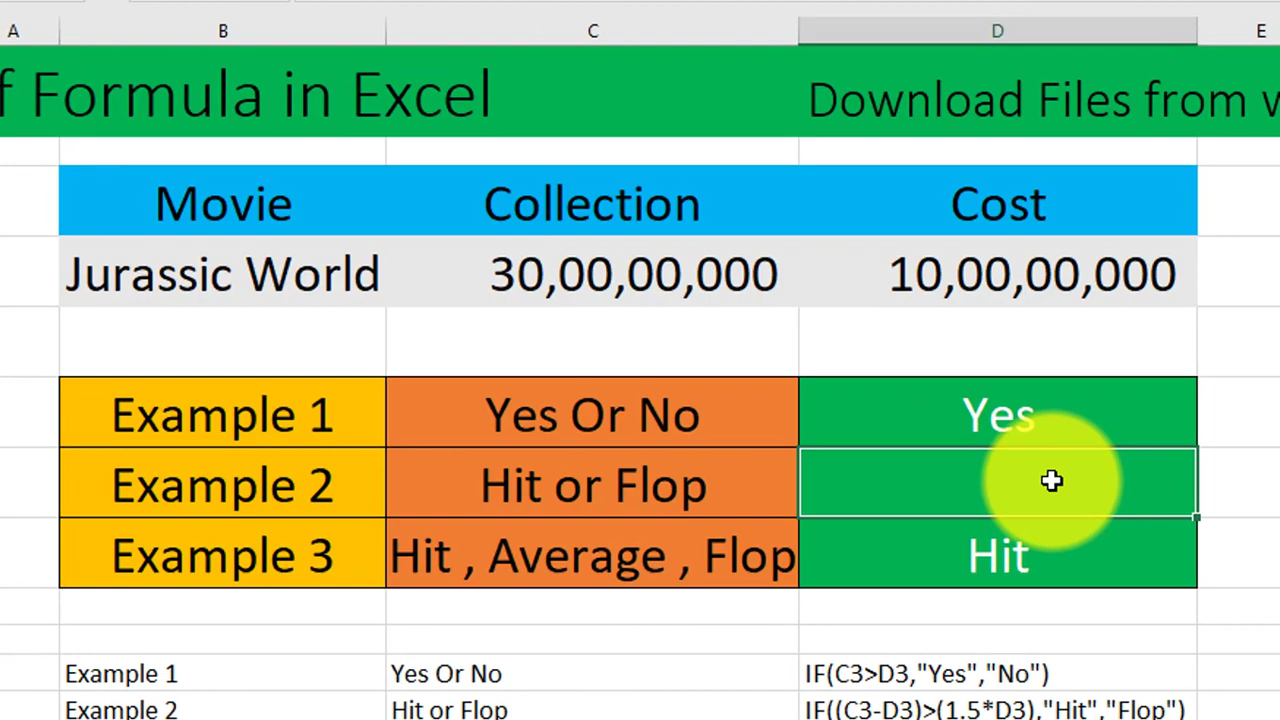 A B C D E
f Formula in Excel Download Files from w
Movie Collection Cost
Jurassic World 30,00,00,000 10,00,00,000
Example 1 Yes Or No Yes
Example 2 Hit or Flop
Example 3 Hit , Average , Flop Hit
Example 1 Yes Or No IF(C3>D3,"Yes","No")
Example 2 Hit or Flop IF((C3-D3)>(1.5*D3),"Hit","Flop")